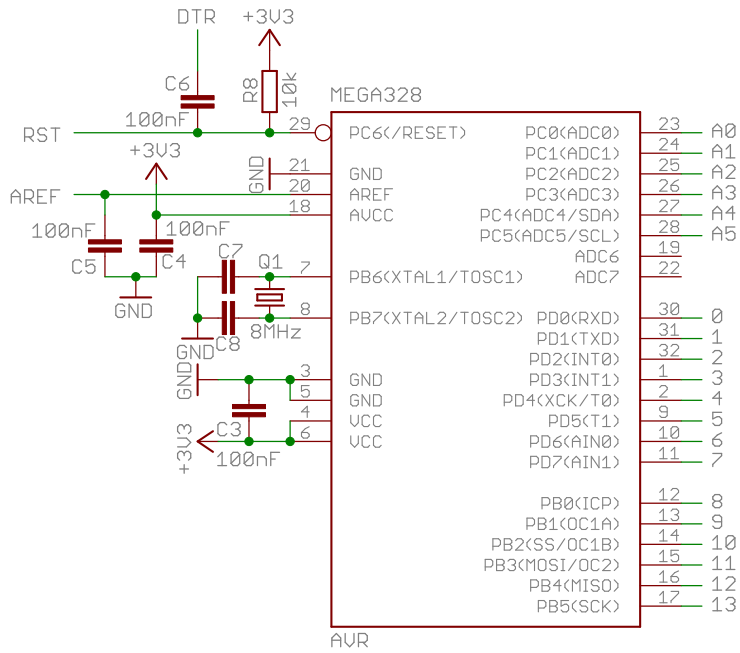 DTR
+3V3
C6
100nF
R8
10k
MEGA328
RST
29
PC6(/RESET)
PC0(ADC0)
23
A0
+3V3
PC1(ADC1)
24
A1
GND
21
GND
PC2(ADC2)
25
A2
AREF
20
AREF
PC3(ADC3)
26
A3
18
AVCC
PC4(ADC4/SDA)
27
A4
100nF
100nF
PC5(ADC5/SCL)
28
A5
C5
C4
ADC6
19
C7
Q1
7
PB6(XTAL1/TOSC1)
ADC7
22
GND
8
PB7(XTAL2/TOSC2)
PD0(RXD)
30
0
8MHz
C8
GND
PD1(TXD)
31
1
PD2(INT0)
32
2
GND
3
GND
PD3(INT1)
1
3
5
GND
PD4(XCK/T0)
2
4
4
VCC
PD5(T1)
9
5
C3
+3V3
6
VCC
PD6(AIN0)
10
6
100nF
PD7(AIN1)
11
7
PB0(ICP)
12
8
PB1(OC1A)
13
9
PB2(SS/OC1B)
14
10
PB3(MOSI/OC2)
15
11
PB4(MISO)
16
12
PB5(SCK)
17
13
AVR